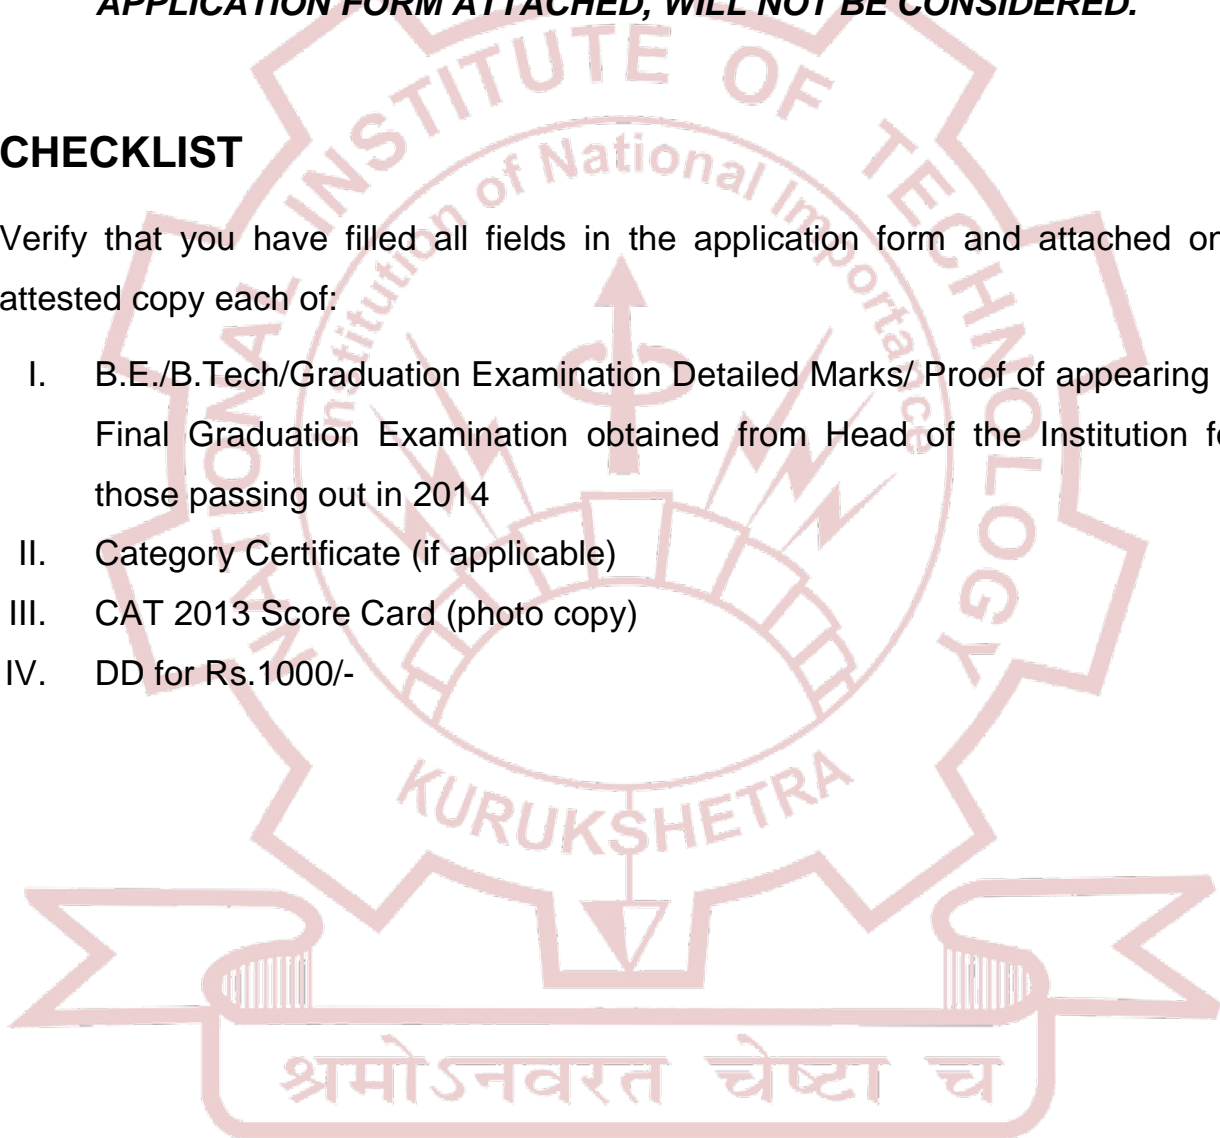 APPLICATION FORM ATTACHED, WILL NOT BE CONSIDERED.
CHECKLIST
Verify that you have filled all fields in the application form and attached on
attested copy each of:
I. B.E./B.Tech/Graduation Examination Detailed Marks/ Proof of appearing
Final Graduation Examination obtained from Head of the Institution fo
those passing out in 2014
II. Category Certificate (if applicable)
III. CAT 2013 Score Card (photo copy)
IV. DD for Rs.1000/-
NATIONAL INSTITUTE OF TECHNOLOGY
Institution of National Importance
KURUKSHETRA
श्रमोऽनवरत चेष्टा च